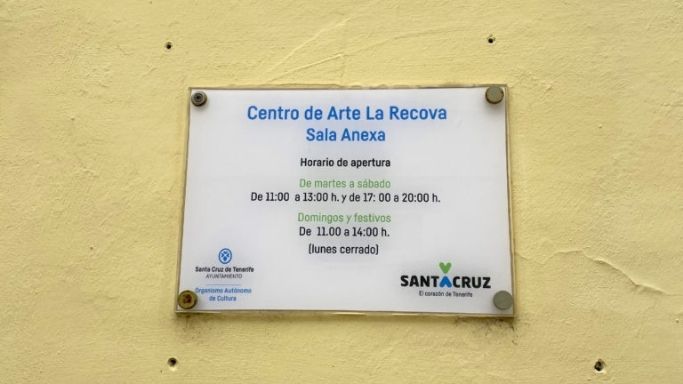 Centro de Arte La Recova
Sala Anexa
Horario de apertura
De martes a sábado
De 11:00 a 13:00 h. y de 17: 00 a 20:00 h.
Domingos y festivos
De 11.00 a 14:00 h.
(lunes cerrado)
Santa Cruz de Tenerife
AYUNTAMIENTO
Organismo Autónomo
de Cultura
SANTA CRUZ
El corazón de Tenerife